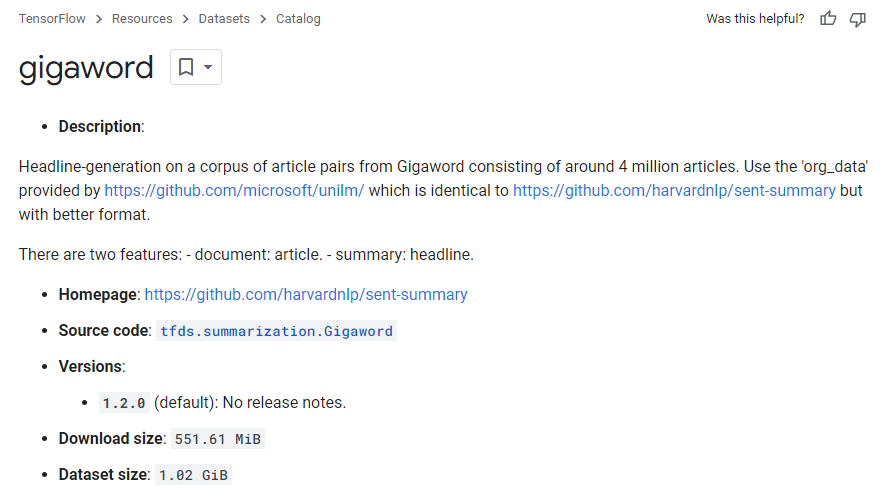 TensorFlow > Resources > Datasets > Catalog
Was this helpful?
gigaword
• Description:
Headline-generation on a corpus of article pairs from Gigaword consisting of around 4 million articles. Use the 'org_data'
provided by https://github.com/microsoft/unilm/ which is identical to https://github.com/harvardnlp/sent-summary but
with better format.
There are two features: - document: article. - summary: headline.
• Homepage: https://github.com/harvardnlp/sent-summary
• Source code: tfds.summarization.Gigaword
• Versions:
• 1.2.0 (default): No release notes.
• Download size: 551.61 MiB
• Dataset size: 1.02 GiB